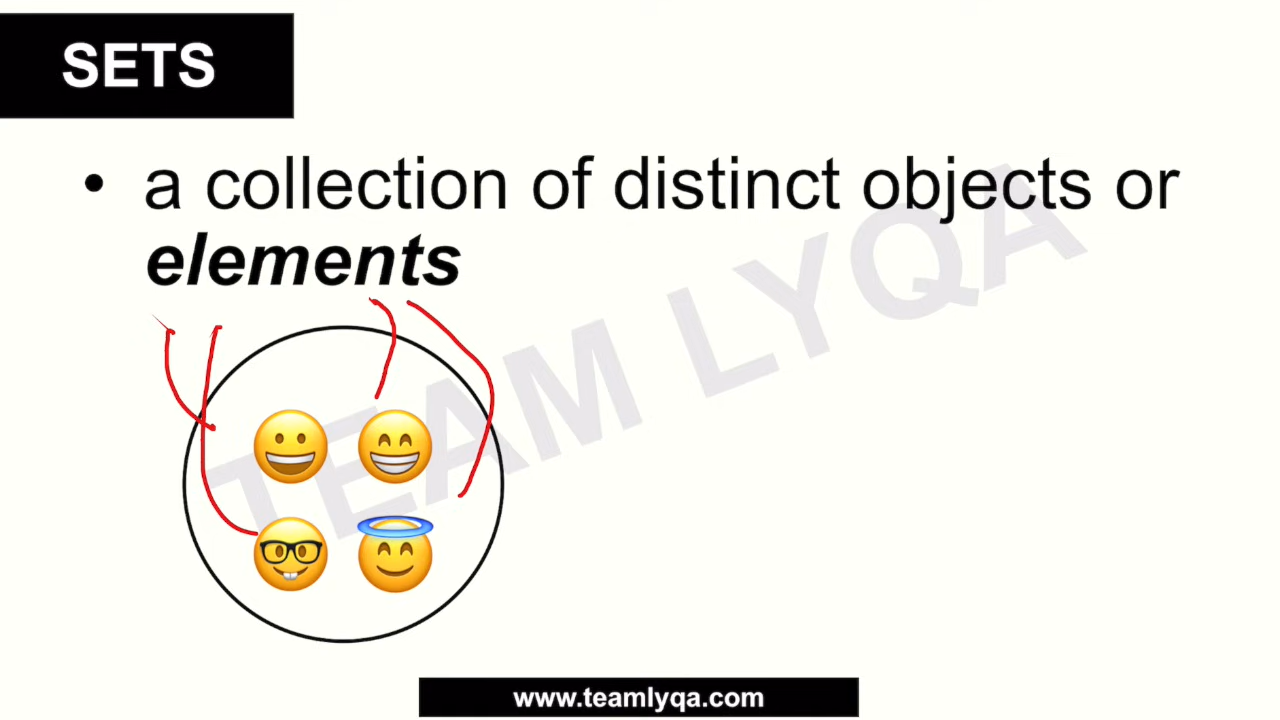 SETS
• a collection of distinct objects or
elements
TEAM LYQA
www.teamlyqa.com